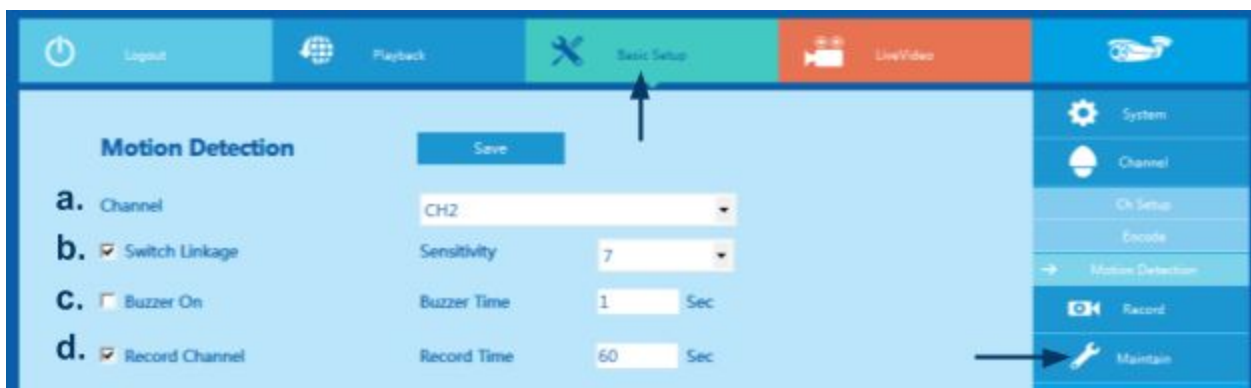 Logout Playback Basic Setup LiveVideo
System
Motion Detection Save
Channel
a. Channel CH2
Ch Setup
b. Switch Linkage Sensitivity 7
Encode
Motion Detection
c. Buzzer On Buzzer Time 1 Sec
Record
d. Record Channel Record Time 60 Sec
Maintain